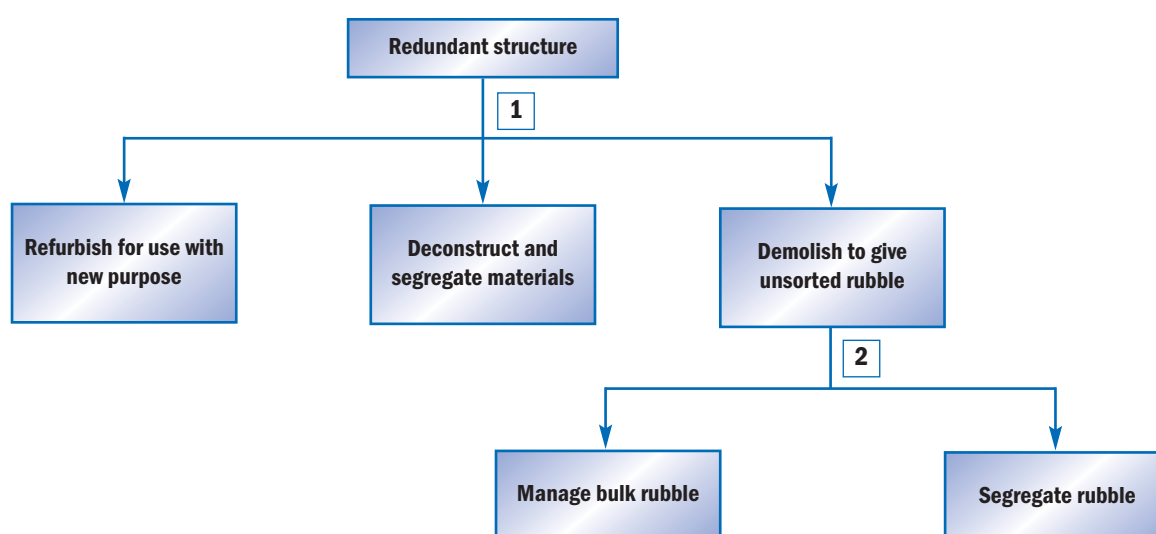 Redundant structure
1
Refurbish for use with
new purpose
Deconstruct and
segregate materials
Demolish to give
unsorted rubble
2
Manage bulk rubble
Segregate rubble